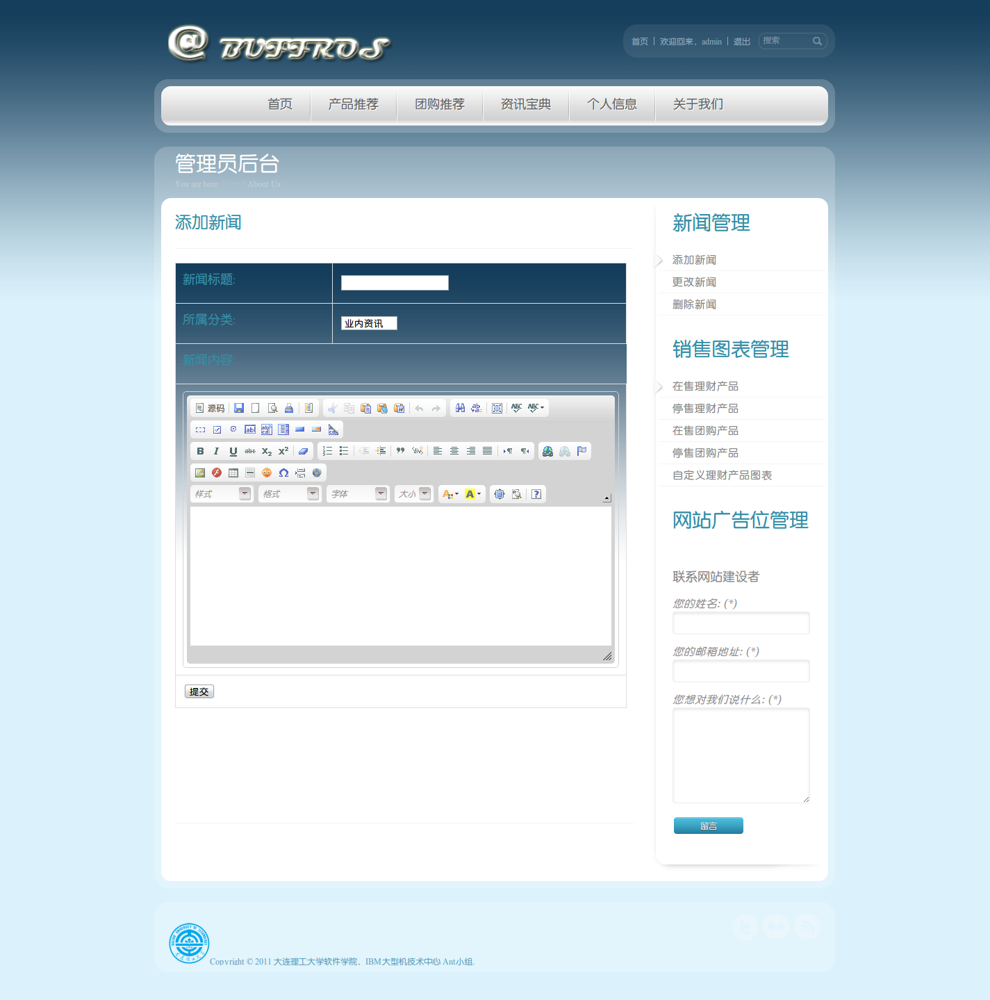 @ BUFFROS
首页 | 欢迎回来，admin | 退出
搜索
首页
产品推荐
团购推荐
资讯宝典
个人信息
关于我们
管理员后台
You are here: Home \ About Us
添加新闻
新闻标题:
所属分类:
业内资讯
新闻内容:
源码
样式
格式
字体
大小
提交
新闻管理
添加新闻
更改新闻
删除新闻
销售图表管理
在售理财产品
停售理财产品
在售团购产品
停售团购产品
自定义理财产品图表
网站广告位管理
联系网站建设者
您的姓名: (*)
您的邮箱地址: (*)
您想对我们说什么: (*)
留言
Copyright © 2011 大连理工大学软件学院，IBM大型机技术中心\ Ant小组.